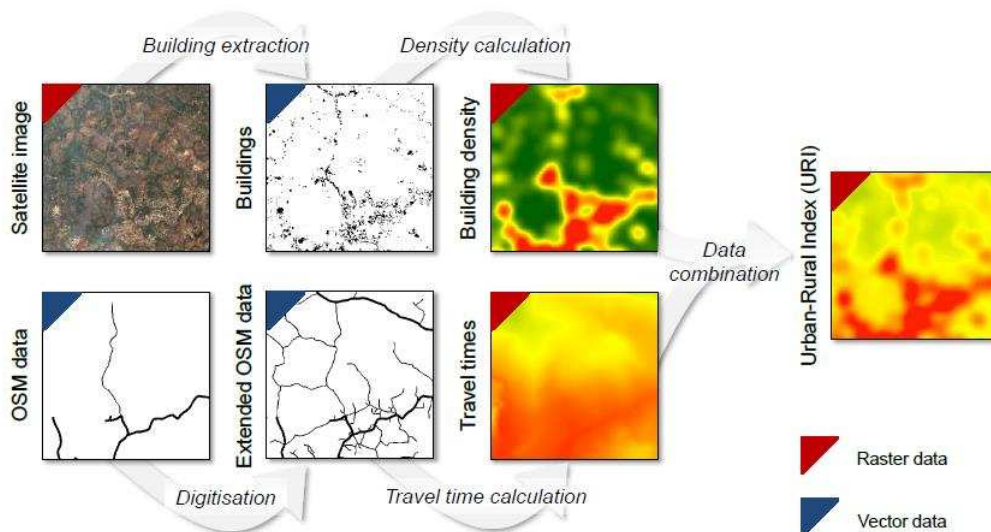 Building extraction
Density calculation
Satellite image
Buildings
Building density
Urban-Rural Index (URI)
Data
combination
OSM data
Extended OSM data
Travel times
Digitisation
Travel time calculation
Raster data
Vector data